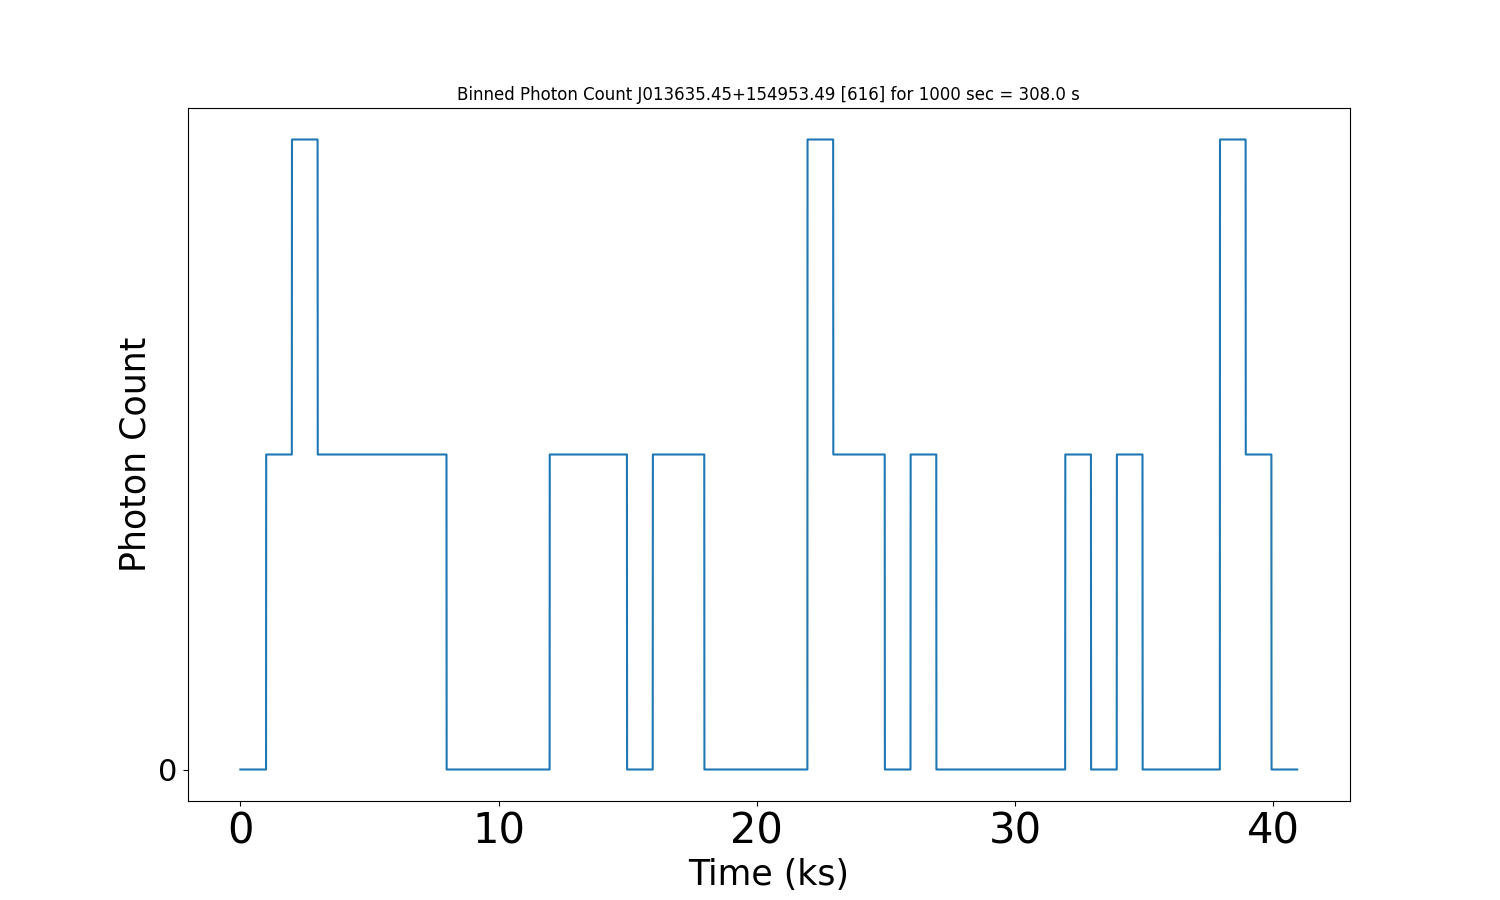 Binned Photon Count J013635.45+154953.49 [616] for 1000 sec = 308.0 s
Photon Count
0
0 10 20 30 40
Time (ks)